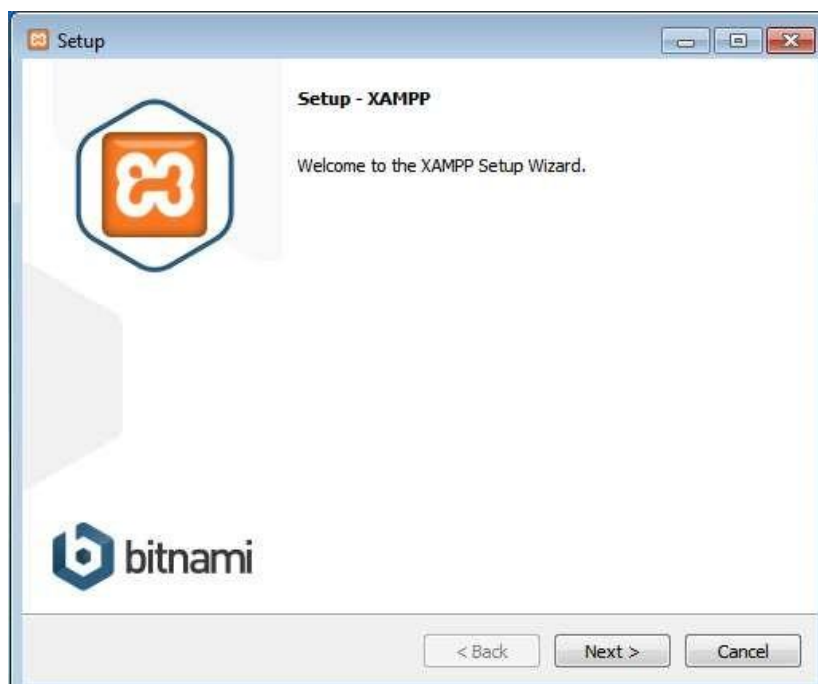 Setup
Setup - XAMPP
Welcome to the XAMPP Setup Wizard.
bitnami
< Back
Next >
Cancel